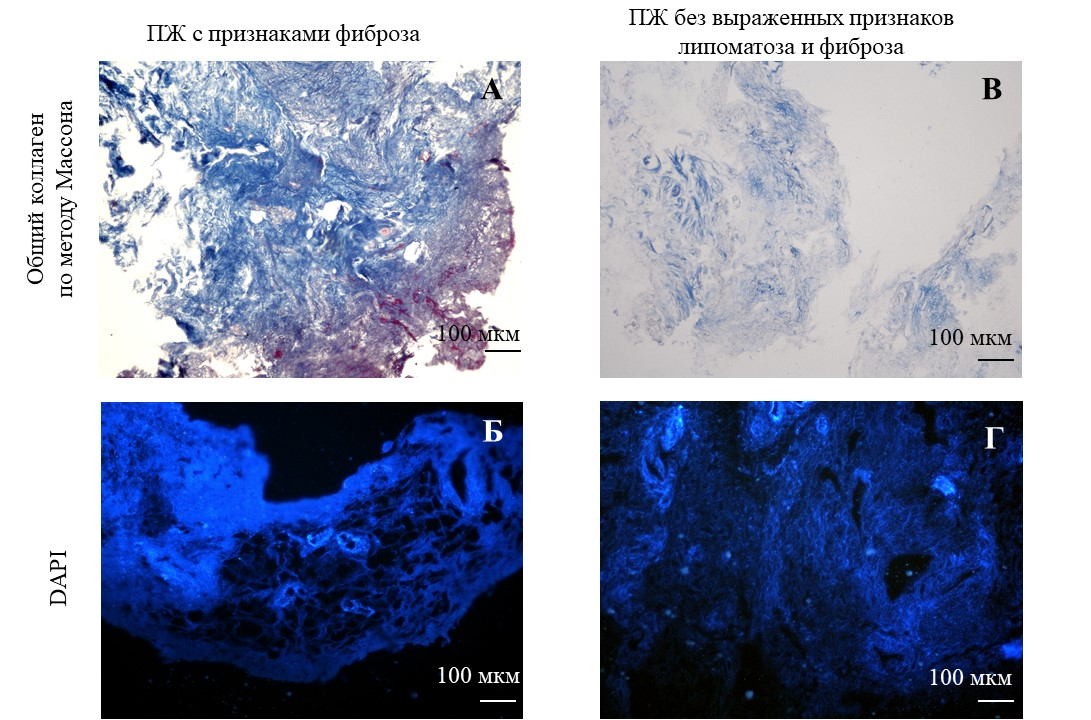 ПЖ с признаками фиброза
ПЖ без выраженных признаков
липоматоза и фиброза
Общий коллаген
по методу Массона
А
100 мкм
В
100 мкм
DAPI
Б
100 мкм
Г
100 мкм